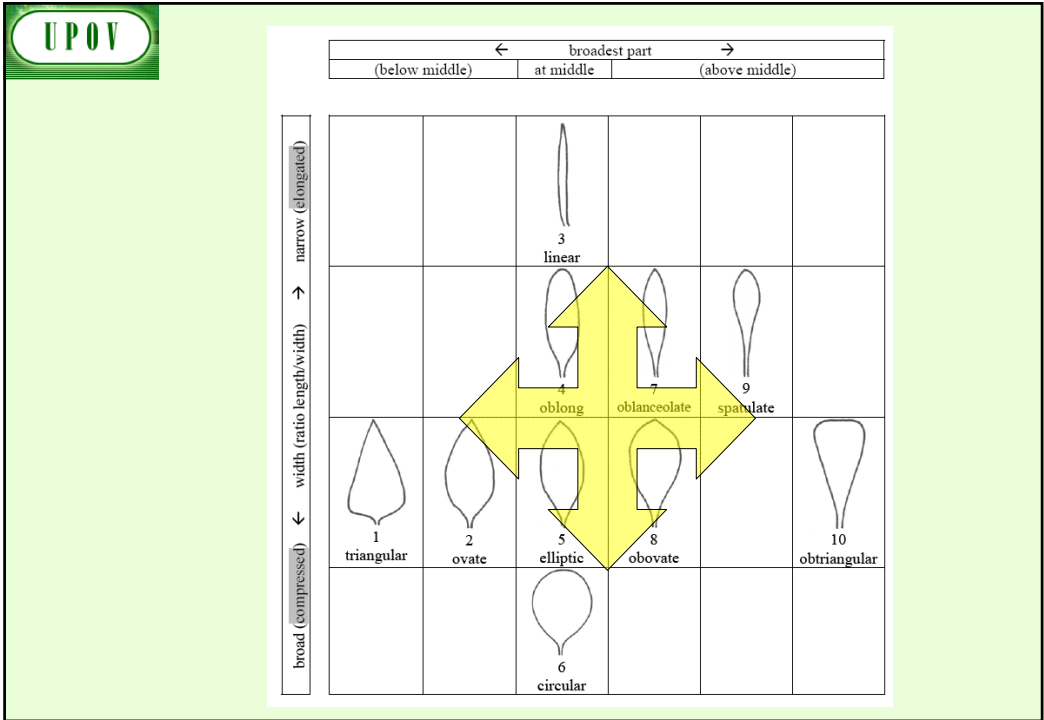 UPOV
← broadest part →
(below middle) at middle (above middle)
broad (compressed) ← width (ratio length/width) → narrow (elongated)
3
linear
4
oblong
7
oblanceolate
9
spatulate
1
triangular
2
ovate
5
elliptic
8
obovate
10
obtriangular
6
circular